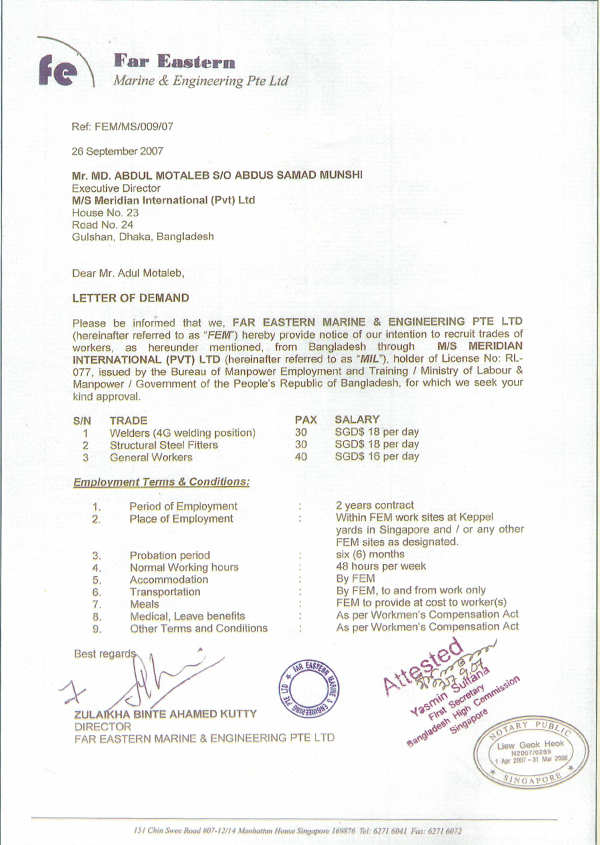 fe
Far Eastern
Marine & Engineering Pte Ltd
Ref: FEM/MS/009/07
26 September 2007
Mr. MD. ABDUL MOTALEB S/O ABDUS SAMAD MUNSHI
Executive Director
M/S Meridian International (Pvt) Ltd
House No. 23
Road No. 24
Gulshan, Dhaka, Bangladesh
Dear Mr. Adul Motaleb,
LETTER OF DEMAND
Please be informed that we, FAR EASTERN MARINE & ENGINEERING PTE LTD
(hereinafter referred to as "FEM") hereby provide notice of our intention to recruit trades of
workers, as hereunder mentioned, from Bangladesh through M/S MERIDIAN
INTERNATIONAL (PVT) LTD (hereinafter referred to as "MIL"), holder of License No: RL-
077, issued by the Bureau of Manpower Employment and Training / Ministry of Labour &
Manpower / Government of the People's Republic of Bangladesh, for which we seek your
kind approval.
S/N TRADE PAX SALARY
1 Welders (4G welding position) 30 SGD$ 18 per day
2 Structural Steel Fitters 30 SGD$ 18 per day
3 General Workers 40 SGD$ 16 per day
Employment Terms & Conditions:
1. Period of Employment : 2 years contract
2. Place of Employment : Within FEM work sites at Keppel
yards in Singapore and / or any other
FEM sites as designated.
3. Probation period : six (6) months
4. Normal Working hours : 48 hours per week
5. Accommodation : By FEM
6. Transportation : By FEM, to and from work only
7. Meals : FEM to provide at cost to worker(s)
8. Medical, Leave benefits : As per Workmen's Compensation Act
9. Other Terms and Conditions : As per Workmen's Compensation Act
Best regards
ZULAIKHA BINTE AHAMED KUTTY
DIRECTOR
FAR EASTERN MARINE & ENGINEERING PTE LTD
FAR EASTERN MARINE & ENGINEERING PTE LTD
Attested
Yasmin Sultana
First Secretary
Bangladesh High Commission
Singapore
NOTARY PUBLIC
Liew Geok Heok
N2007/0289
1 Apr 2007 - 31 Mar 2008
SINGAPORE
151 Chin Swee Road #07-12/14 Manhattan House Singapore 169876 Tel: 6271 6041 Fax: 6271 6072